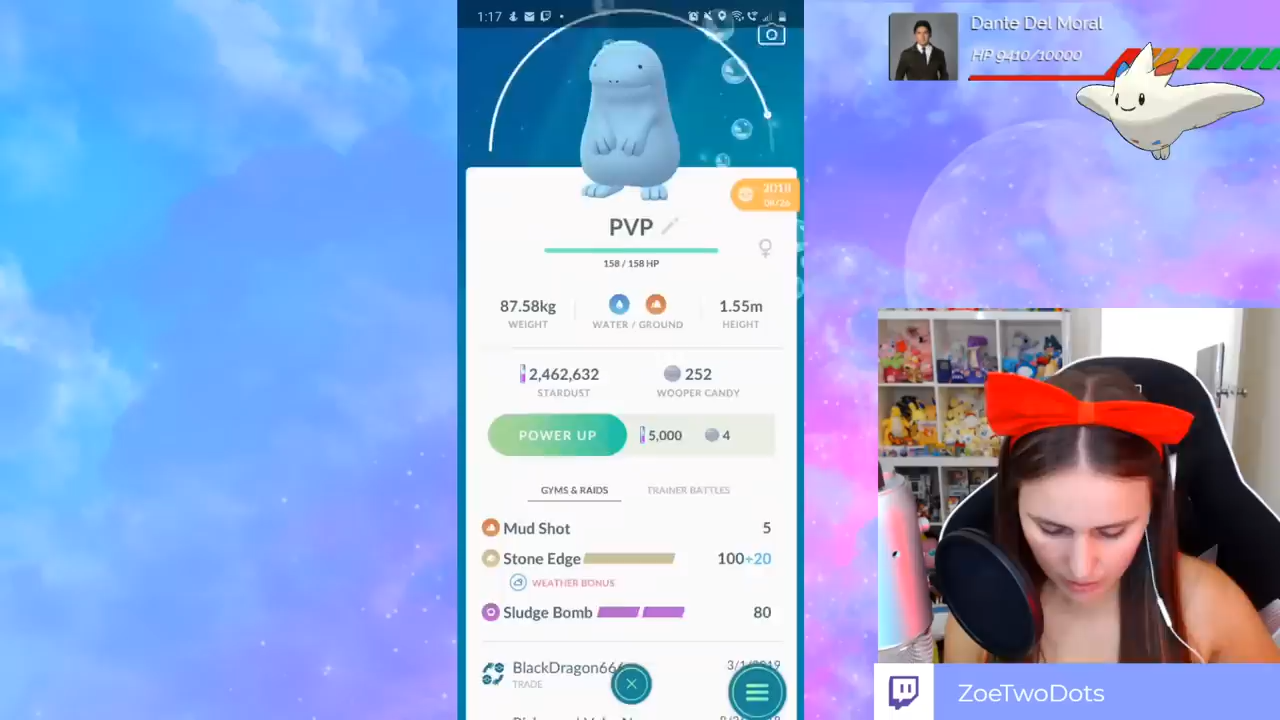 1:17
Dante Del Moral
HP 9410/10000
2018
PVP
158 / 158 HP
87.58kg
WEIGHT
WATER / GROUND
1.55m
HEIGHT
2,462,632
STARDUST
252
WOOPER CANDY
POWER UP
5,000
4
GYMS & RAIDS
TRAINER BATTLES
Mud Shot
5
Stone Edge
100+20
WEATHER BONUS
Sludge Bomb
80
TRADE
ZoeTwoDots